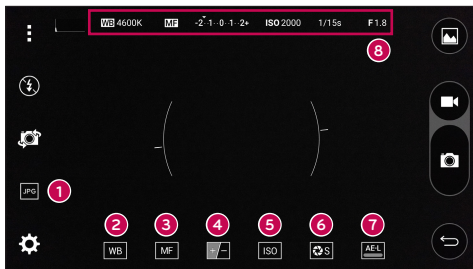 WB 4600K MF -2··1··0··1··2+ ISO 2000 1/15s F1.8
8
JPG 1
2 3 4 5 6 7
WB MF +/- ISO S AE-L